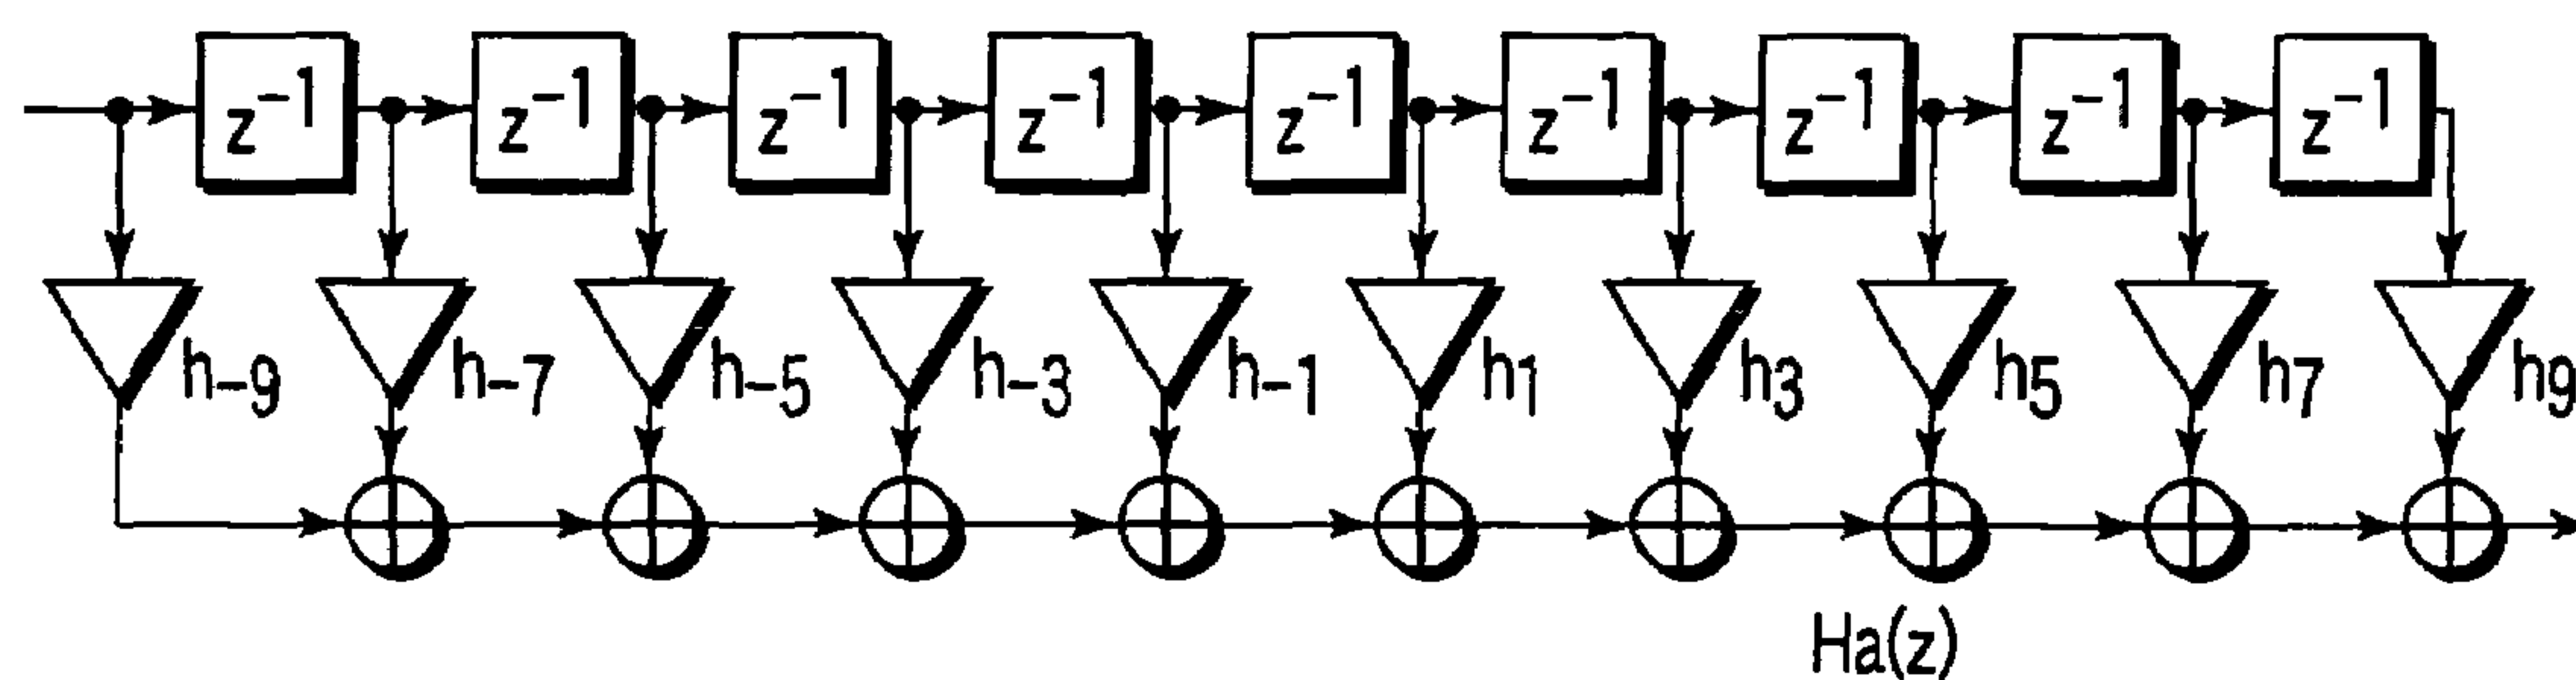 z⁻¹ z⁻¹ z⁻¹ z⁻¹ z⁻¹ z⁻¹ z⁻¹ z⁻¹ z⁻¹
h₋₉ h₋₇ h₋₅ h₋₃ h₋₁ h₁ h₃ h₅ h₇ h₉
Ha(z)